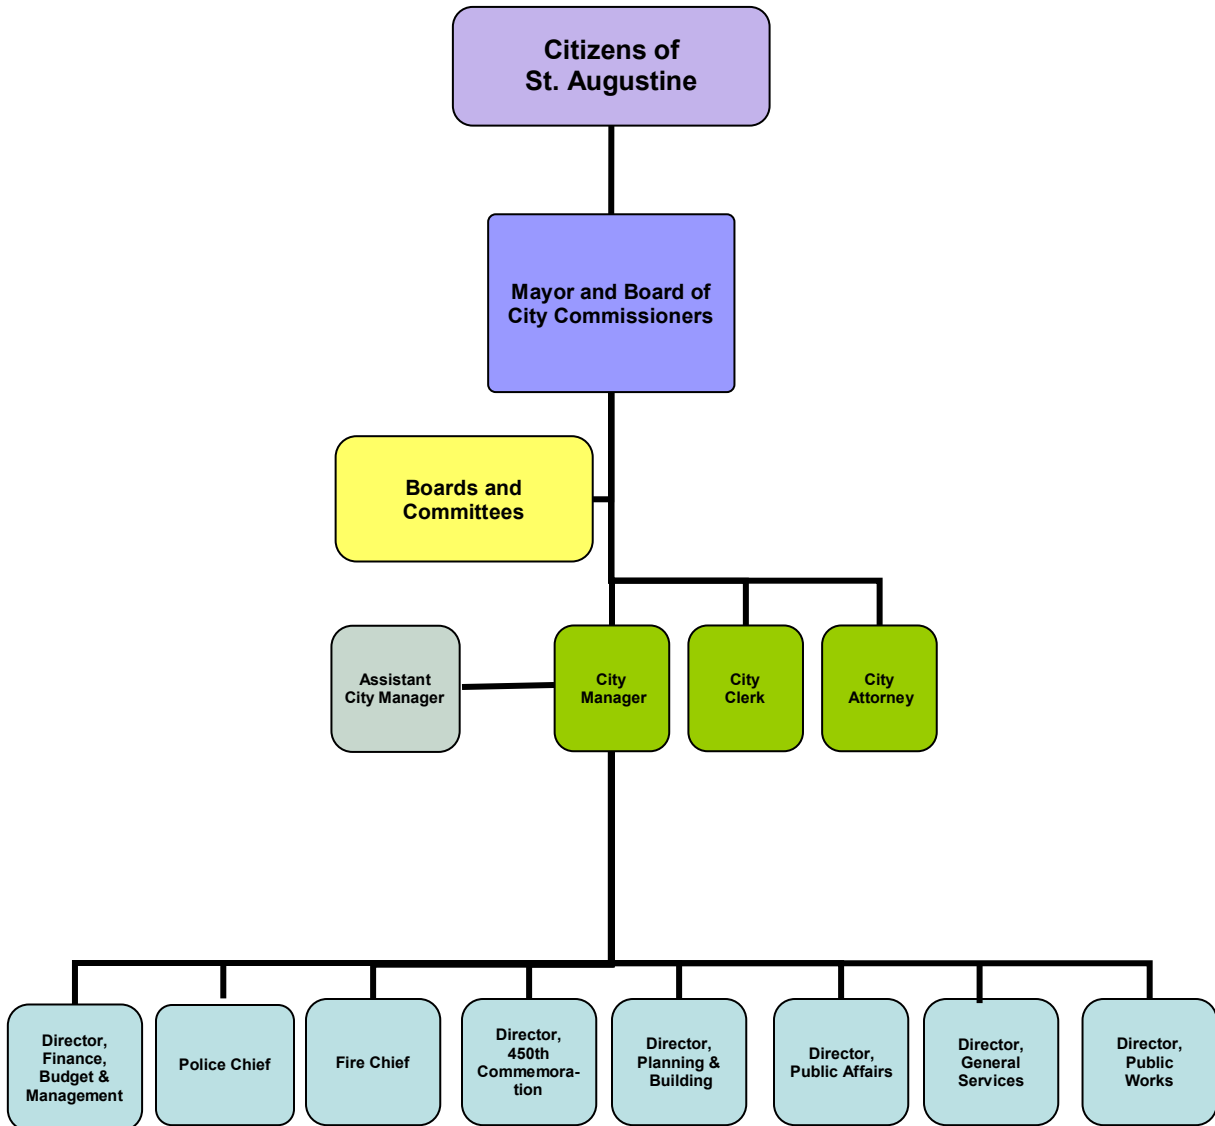 Citizens of
St. Augustine
Mayor and Board of
City Commissioners
Boards and
Committees
Assistant
City Manager
City
Manager
City
Clerk
City
Attorney
Director,
Finance,
Budget &
Management
Police Chief
Fire Chief
Director,
450th
Commemora-
tion
Director,
Planning &
Building
Director,
Public Affairs
Director,
General
Services
Director,
Public
Works